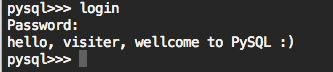 pysql>>> login
Password:
hello, visiter, wellcome to PySQL :)
pysql>>>